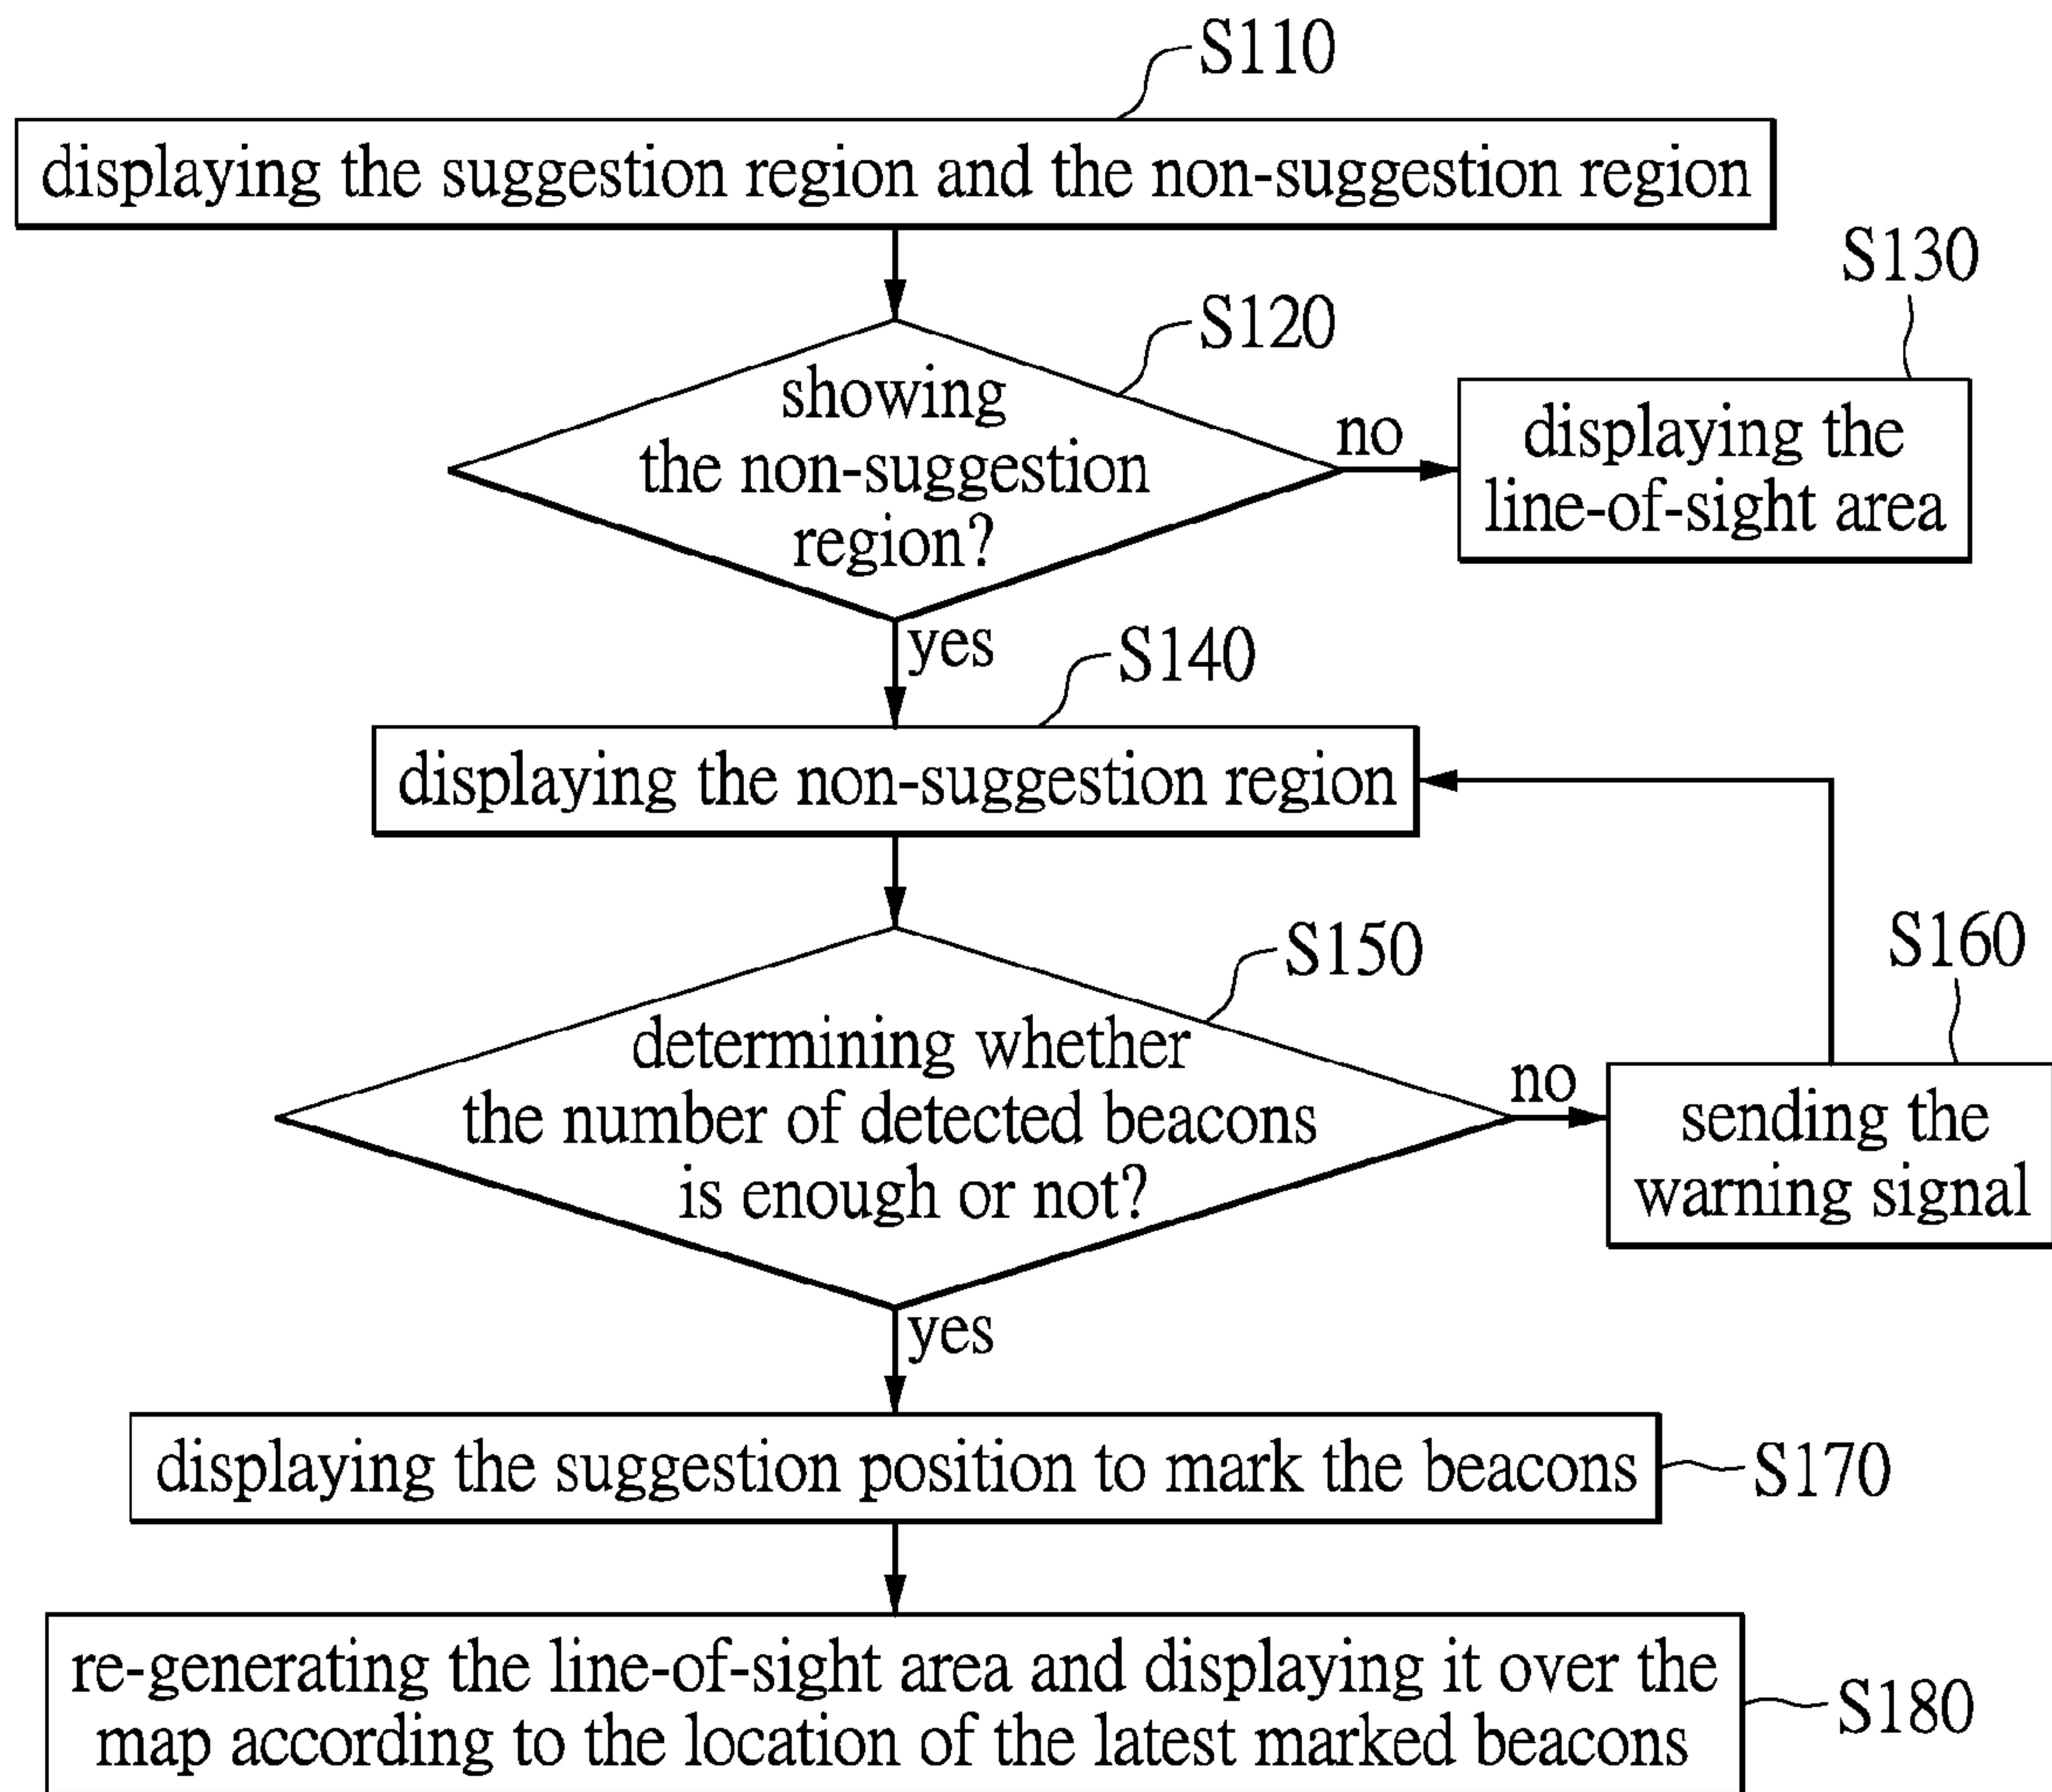 S110
displaying the suggestion region and the non-suggestion region
S120
showing
the non-suggestion
region?
no
S130
displaying the
line-of-sight area
yes
S140
displaying the non-suggestion region
S150
determining whether
the number of detected beacons
is enough or not?
no
S160
sending the
warning signal
yes
displaying the suggestion position to mark the beacons
S170
re-generating the line-of-sight area and displaying it over the
map according to the location of the latest marked beacons
S180